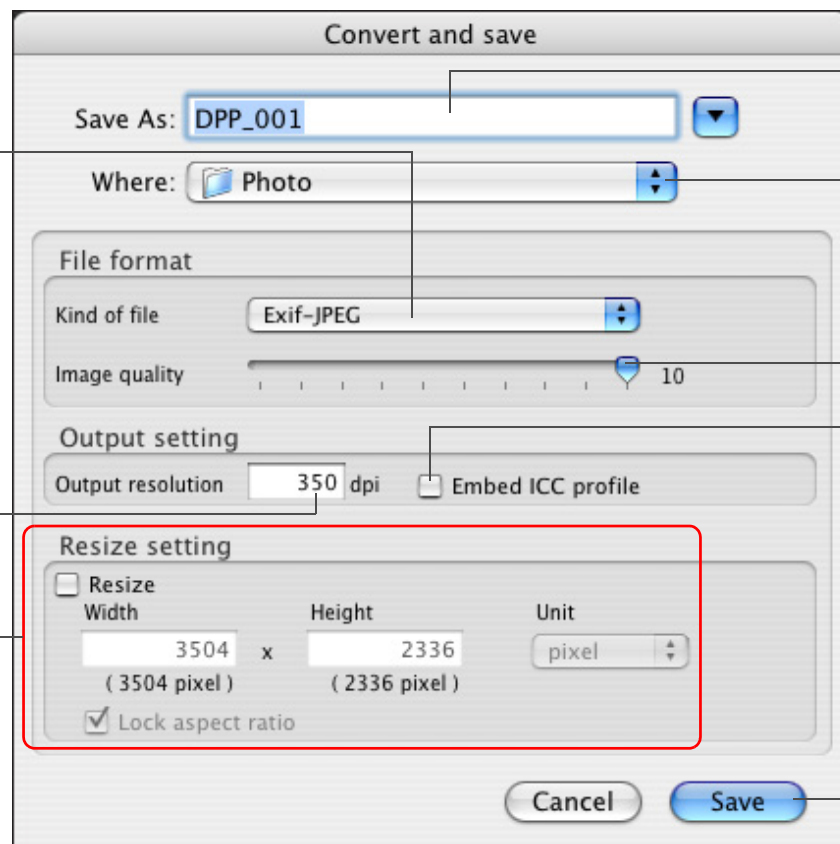 Convert and save
Save As: DPP_001
Where: Photo
File format
Kind of file Exif-JPEG
Image quality 10
Output setting
Output resolution 350 dpi Embed ICC profile
Resize setting
Resize
Width Height Unit
3504 x 2336 pixel
( 3504 pixel ) ( 2336 pixel )
Lock aspect ratio
Cancel Save